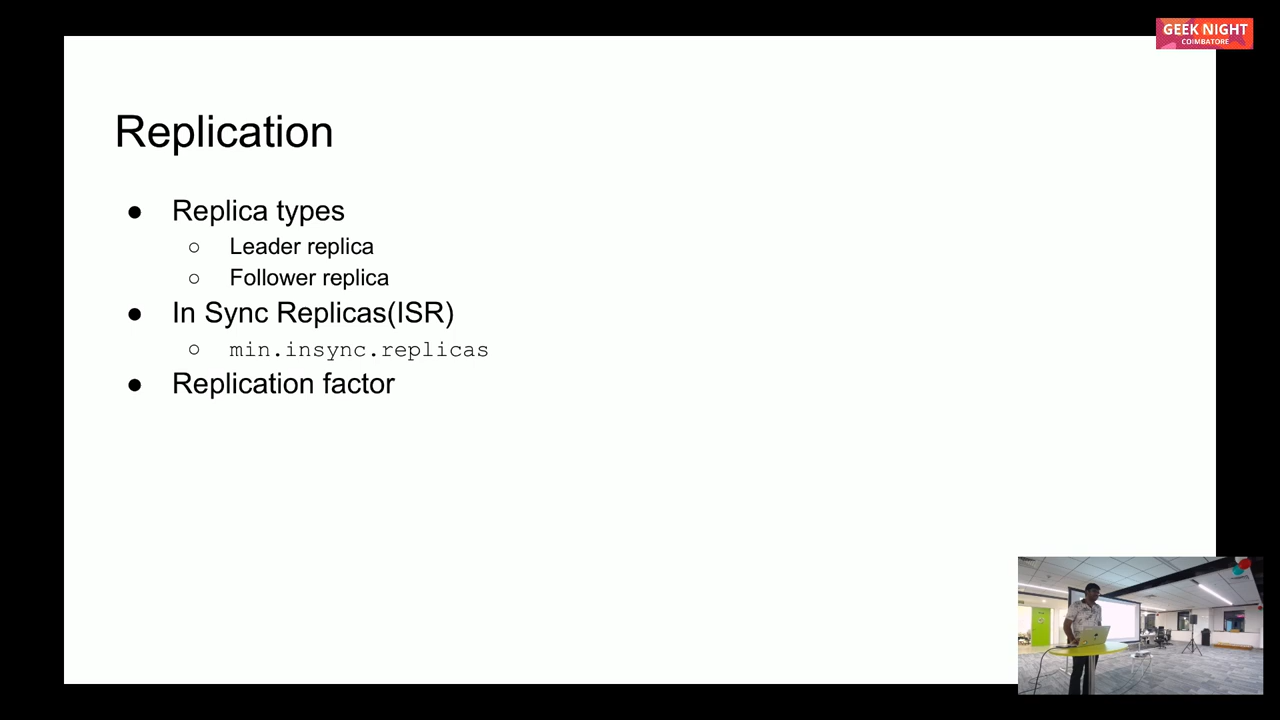 GEEK NIGHT
COIMBATORE
Replication
● Replica types
○ Leader replica
○ Follower replica
● In Sync Replicas(ISR)
○ min.insync.replicas
● Replication factor